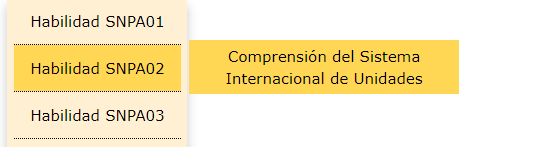 Habilidad SNPA01
Habilidad SNPA02
Comprensión del Sistema
Internacional de Unidades
Habilidad SNPA03